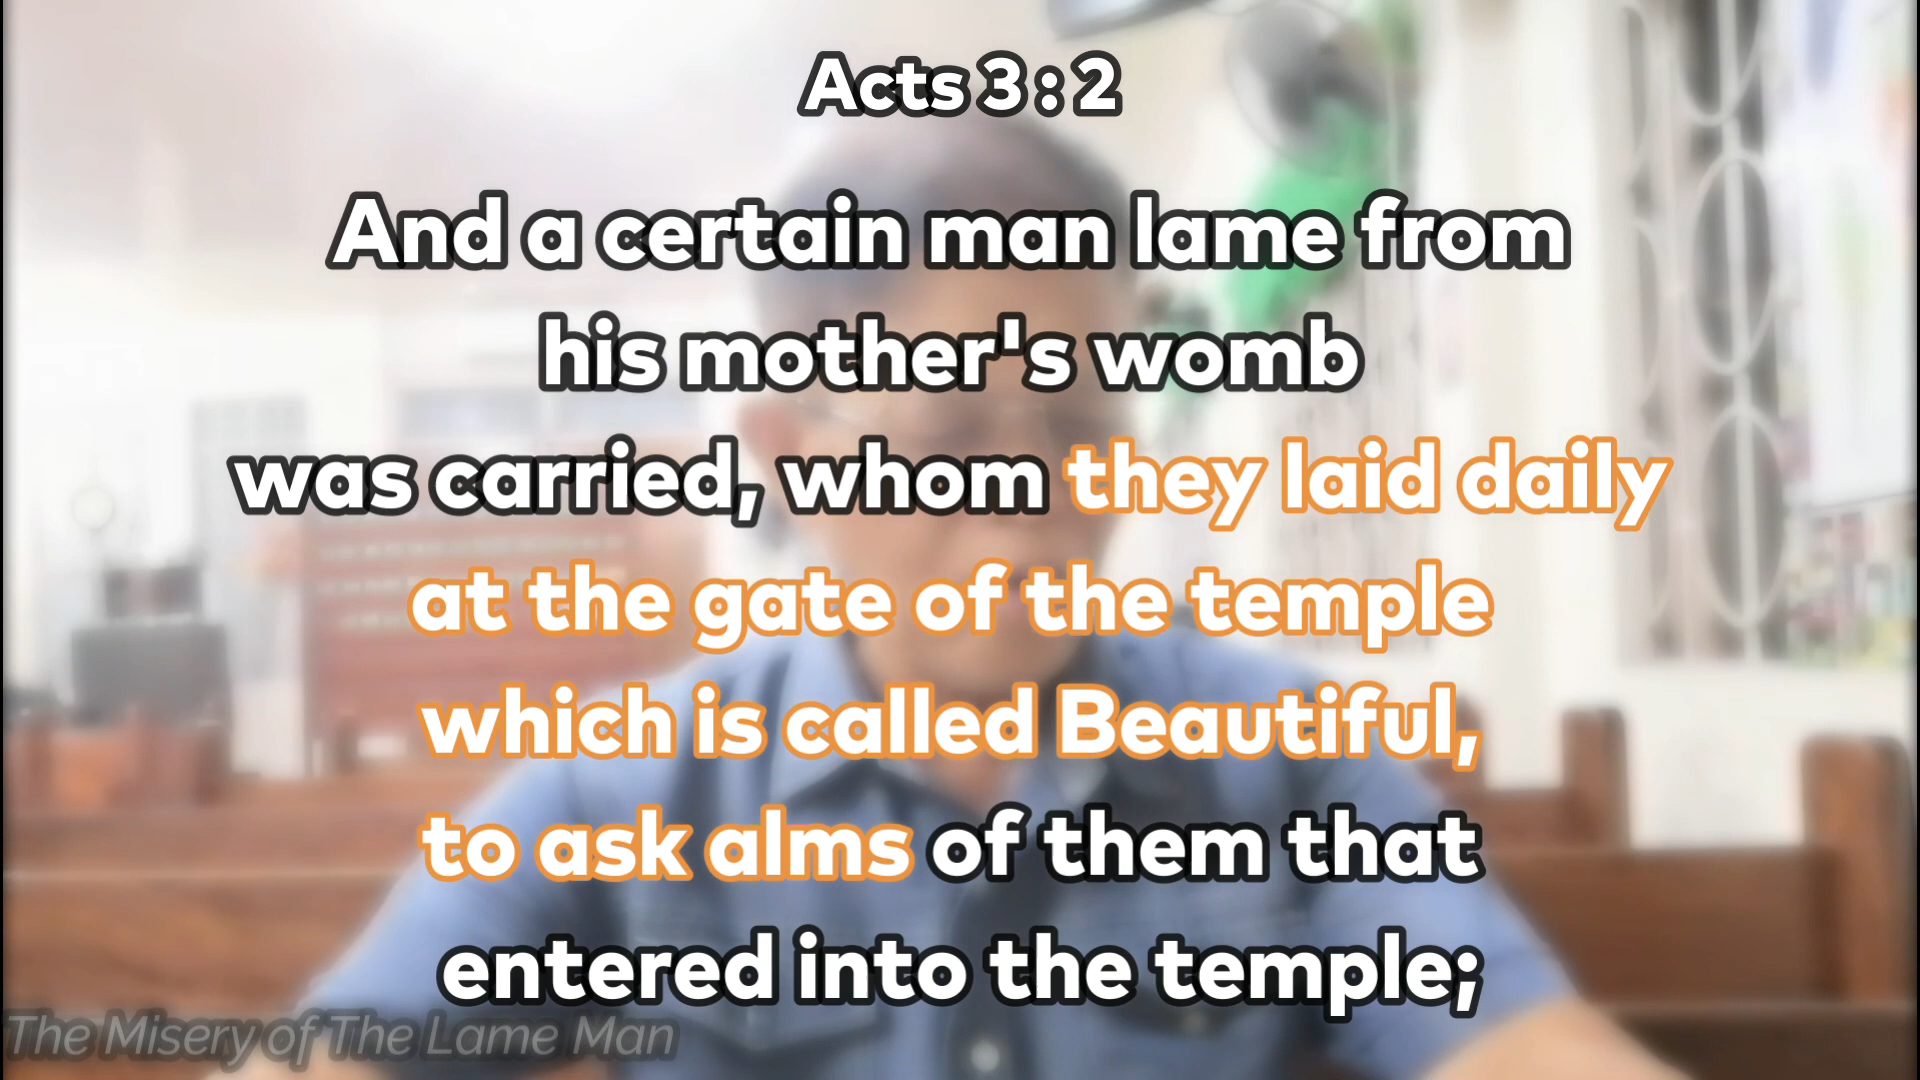 Acts 3:2
And a certain man lame from
his mother's womb
was carried, whom they laid daily
at the gate of the temple
which is called Beautiful,
to ask alms of them that
entered into the temple;
The Misery of The Lame Man